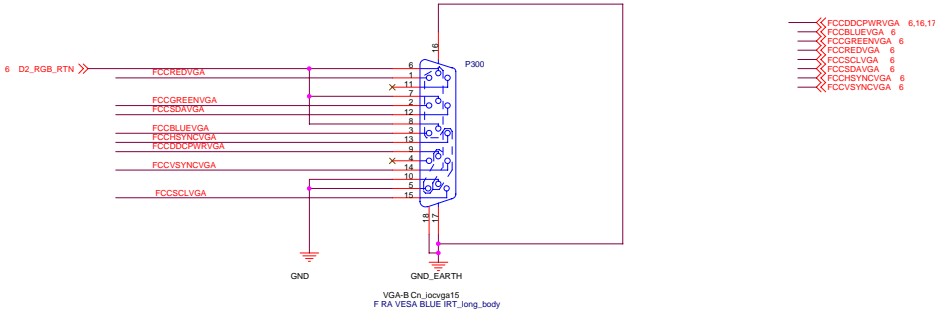 16
P300
6 D2_RGB_RTN
6
FCCREDVGA
1
11
7
FCCGREENVGA
2
FCCSDAVGA
12
8
FCCBLUEVGA
3
FCCHSYNCVGA
13
FCCDDCPWRVGA
9
4
FCCVSYNCVGA
14
10
5
FCCSCLVGA
15
18
17
GND
GND_EARTH
VGA-B Cn_iocvga15
F RA VESA BLUE IRT_long_body
FCCDDCPWRVGA 6,16,17
FCCBLUEVGA 6
FCCGREENVGA 6
FCCREDVGA 6
FCCSCLVGA 6
FCCSDAVGA 6
FCCHSYNCVGA 6
FCCVSYNCVGA 6